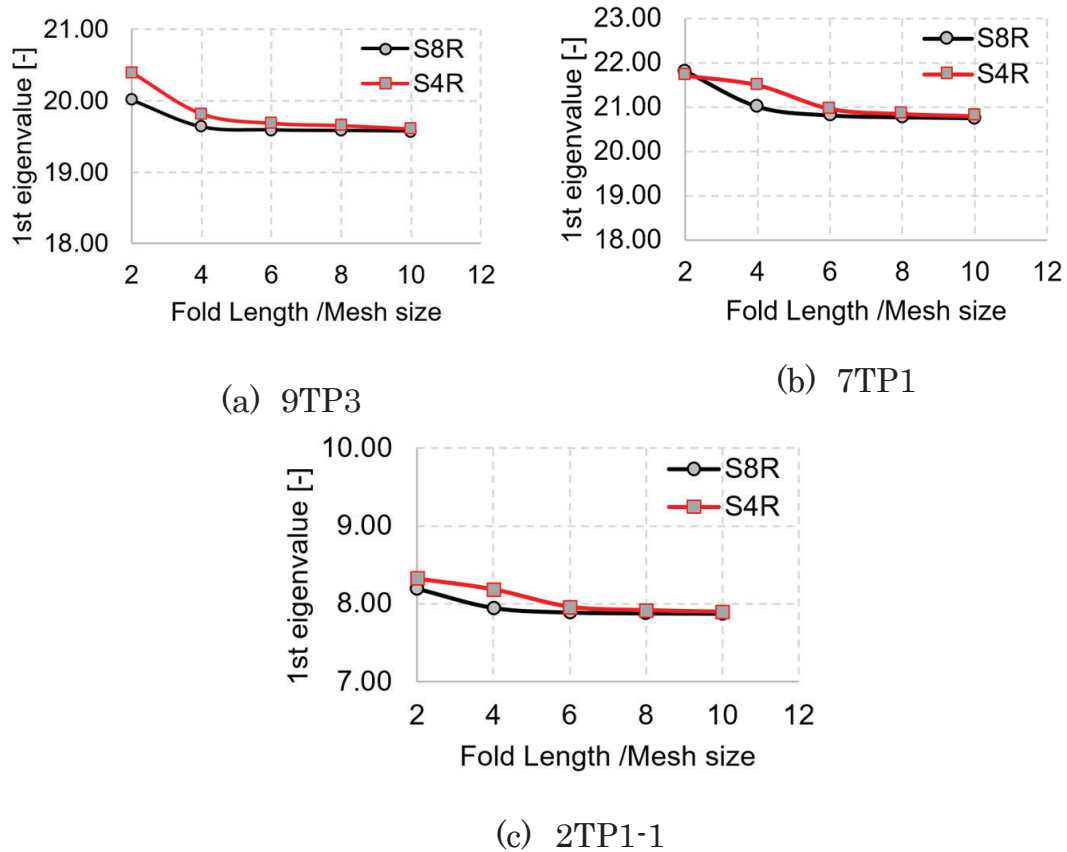 21.00
20.00
19.00
18.00
1st eigenvalue [-]
S8R
S4R
2 4 6 8 10 12
Fold Length /Mesh size
(a) 9TP3
23.00
22.00
21.00
20.00
19.00
18.00
1st eigenvalue [-]
S8R
S4R
2 4 6 8 10 12
Fold Length /Mesh size
(b) 7TP1
10.00
9.00
8.00
7.00
1st eigenvalue [-]
S8R
S4R
2 4 6 8 10 12
Fold Length /Mesh size
(c) 2TP1-1